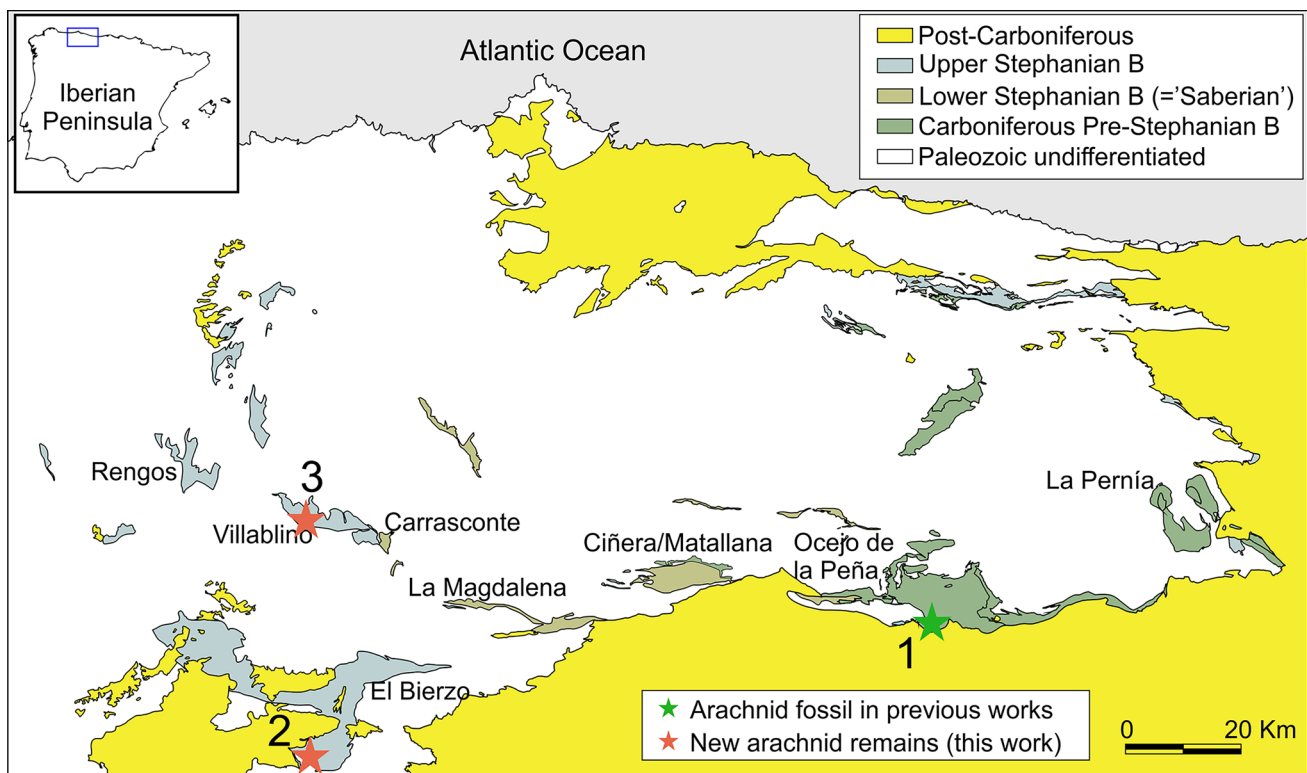 Iberian
Peninsula
Atlantic Ocean
Post-Carboniferous
Upper Stephanian B
Lower Stephanian B (='Saberian')
Carboniferous Pre-Stephanian B
Paleozoic undifferentiated
Rengos
3
Villablino
Carrasconte
La Magdalena
Ciñera/Matallana
Ocejo de
la Peña
La Pernía
1
El Bierzo
2
Arachnid fossil in previous works
New arachnid remains (this work)
0 20 Km